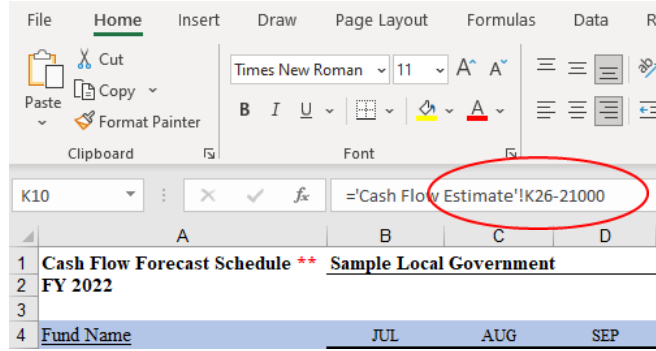 File Home Insert Draw Page Layout Formulas Data R
Cut
Copy
Format Painter
Paste
Times New Roman 11 A A
B I U A
Clipboard Font
K10 fx ='Cash Flow Estimate'!K26-21000
A B C D
1 Cash Flow Forecast Schedule ** Sample Local Government
2 FY 2022
3
4 Fund Name JUL AUG SEP